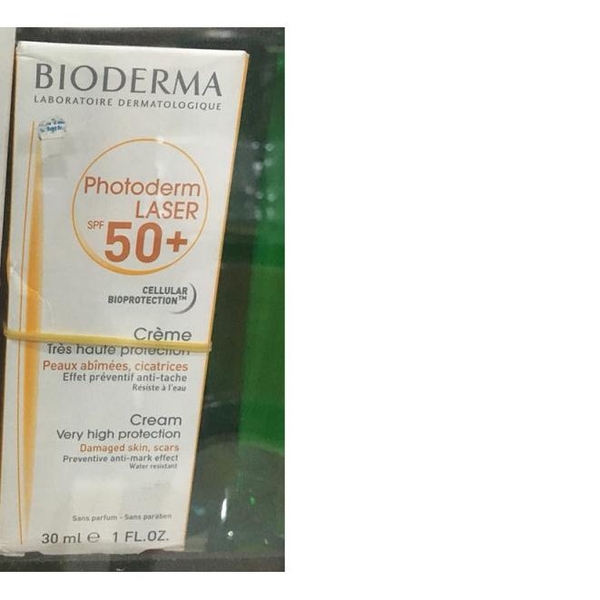 BIODERMA
LABORATOIRE DERMATOLOGIQUE
Photoderm
LASER
SPF 50+
CELLULAR
BIOPROTECTION™
Crème
Très haute protection
Peaux abîmées, cicatrices
Effet préventif anti-tache
Résiste à l'eau
Cream
Very high protection
Damaged skin, scars
Preventive anti-mark effect
Water resistant
Sans parfum - Sans paraben
30 ml ℮ 1 FL.OZ.